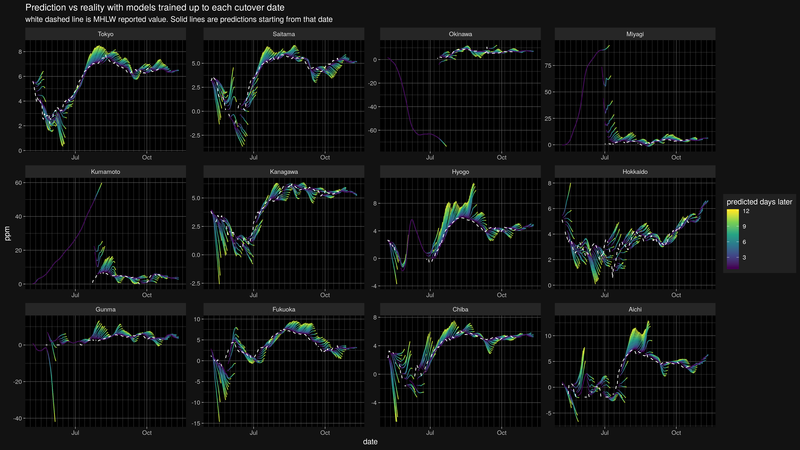 Prediction vs reality with models trained up to each cutover date
white dashed line is MHLW reported value. Solid lines are predictions starting from that date
Tokyo
Saitama
Okinawa
Miyagi
8
6
4
2
0
Jul Oct
5.0
2.5
0.0
-2.5
Jul Oct
0
-20
-40
-60
Jul Oct
75
50
25
0
Jul Oct
Kumamoto
Kanagawa
Hyogo
Hokkaido
60
40
20
0
Jul Oct
5.0
2.5
0.0
-2.5
Jul Oct
8
4
0
-4
Jul Oct
8
6
4
2
0
Jul Oct
Gunma
Fukuoka
Chiba
Aichi
0
-20
-40
Jul Oct
10
5
0
-5
-10
-15
Jul Oct
8
4
0
-4
Jul Oct
10
5
0
-5
Jul Oct
ppm
date
predicted days later
12
9
6
3